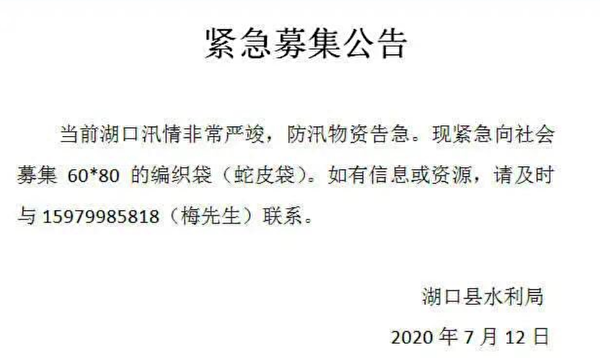 紧急募集公告
当前湖口汛情非常严竣，防汛物资告急。现紧急向社会
募集 60*80 的编织袋（蛇皮袋）。如有信息或资源，请及时
与 15979985818（梅先生）联系。
湖口县水利局
2020 年 7 月 12 日